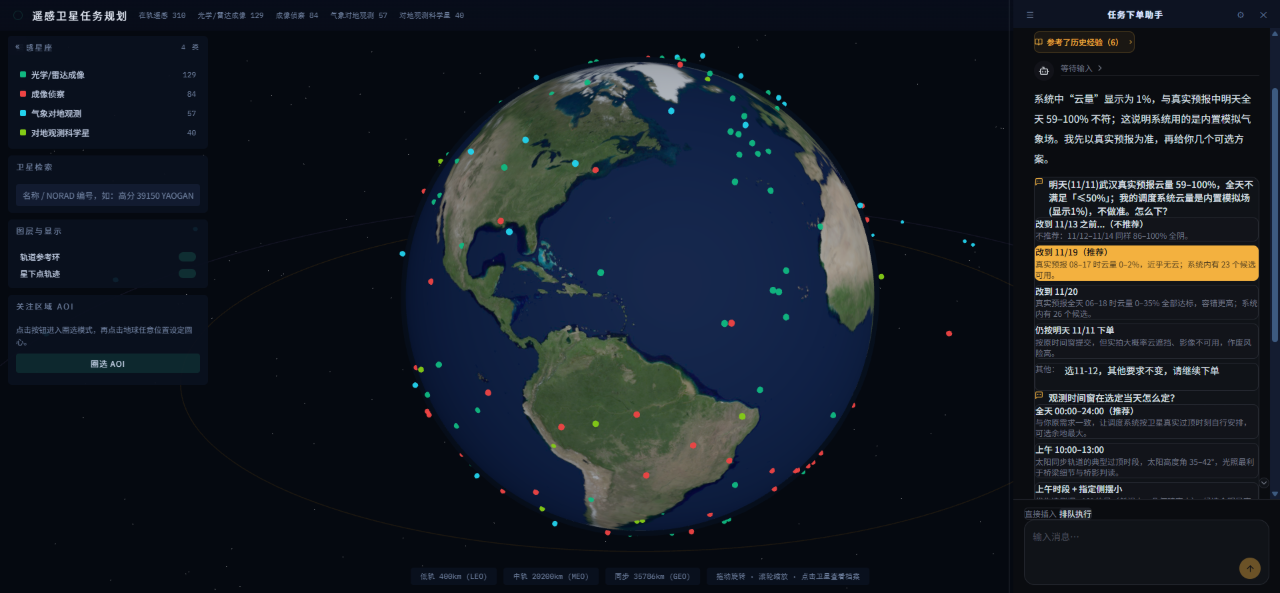 遥感卫星任务规划
在轨遥感 310 光学/雷达成像 129 成像侦察 84 气象对地观测 57 对地观测科学星 40
遥星座 4 类
光学/雷达成像 129
成像侦察 84
气象对地观测 57
对地观测科学星 40
卫星检索
名称 / NORAD 编号，如：高分 39150 YAOGAN
图层与显示
轨道参考环
星下点轨迹
关注区域 AOI
点击按钮进入圈选模式，再点击地球任意位置设定圆
心。
圈选 AOI
低轨 400km (LEO)
中轨 20200km (MEO)
同步 35786km (GEO)
拖动旋转 · 滚轮缩放 · 点击卫星查看档案
任务下单助手
参考了历史经验（6）
等待输入
系统中“云量”显示为 1%，与真实预报中明天全
天 59–100% 不符；这说明系统用的是内置模拟气
象场。我先以真实预报为准，再给你几个可选方
案。
明天(11/11)武汉真实预报云量 59–100%，全天不
满足「≤50%」；我的调度系统云量是内置模拟场
(显示1%)，不做准。怎么下?
改到 11/13 之前…（不推荐）
不推荐：11/12–11/14 同样 86–100% 全阴。
改到 11/19（推荐）
真实预报 08–17 时云量 0–2%，近乎无云；系统内有 23 个候选
可用。
改到 11/20
真实预报全天 06–18 时云量 0–35% 全部达标，容错更高；系统
内有 26 个候选。
仍按明天 11/11 下单
按原时间窗提交，但实拍大概率云遮挡、影像不可用，作废风
险高。
其他： 选11-12，其他要求不变，请继续下单
观测时间窗在选定当天怎么定?
全天 00:00–24:00（推荐）
与你原需求一致，让调度系统按卫星真实过顶时刻自行安排，
可选余地最大。
上午 10:00–13:00
太阳同步轨道的典型过顶时段，太阳高度角 35–42°，光照最利
于桥梁细节与桥影判读。
上午时段 + 指定侧摆小
直接插入 排队执行
输入消息…